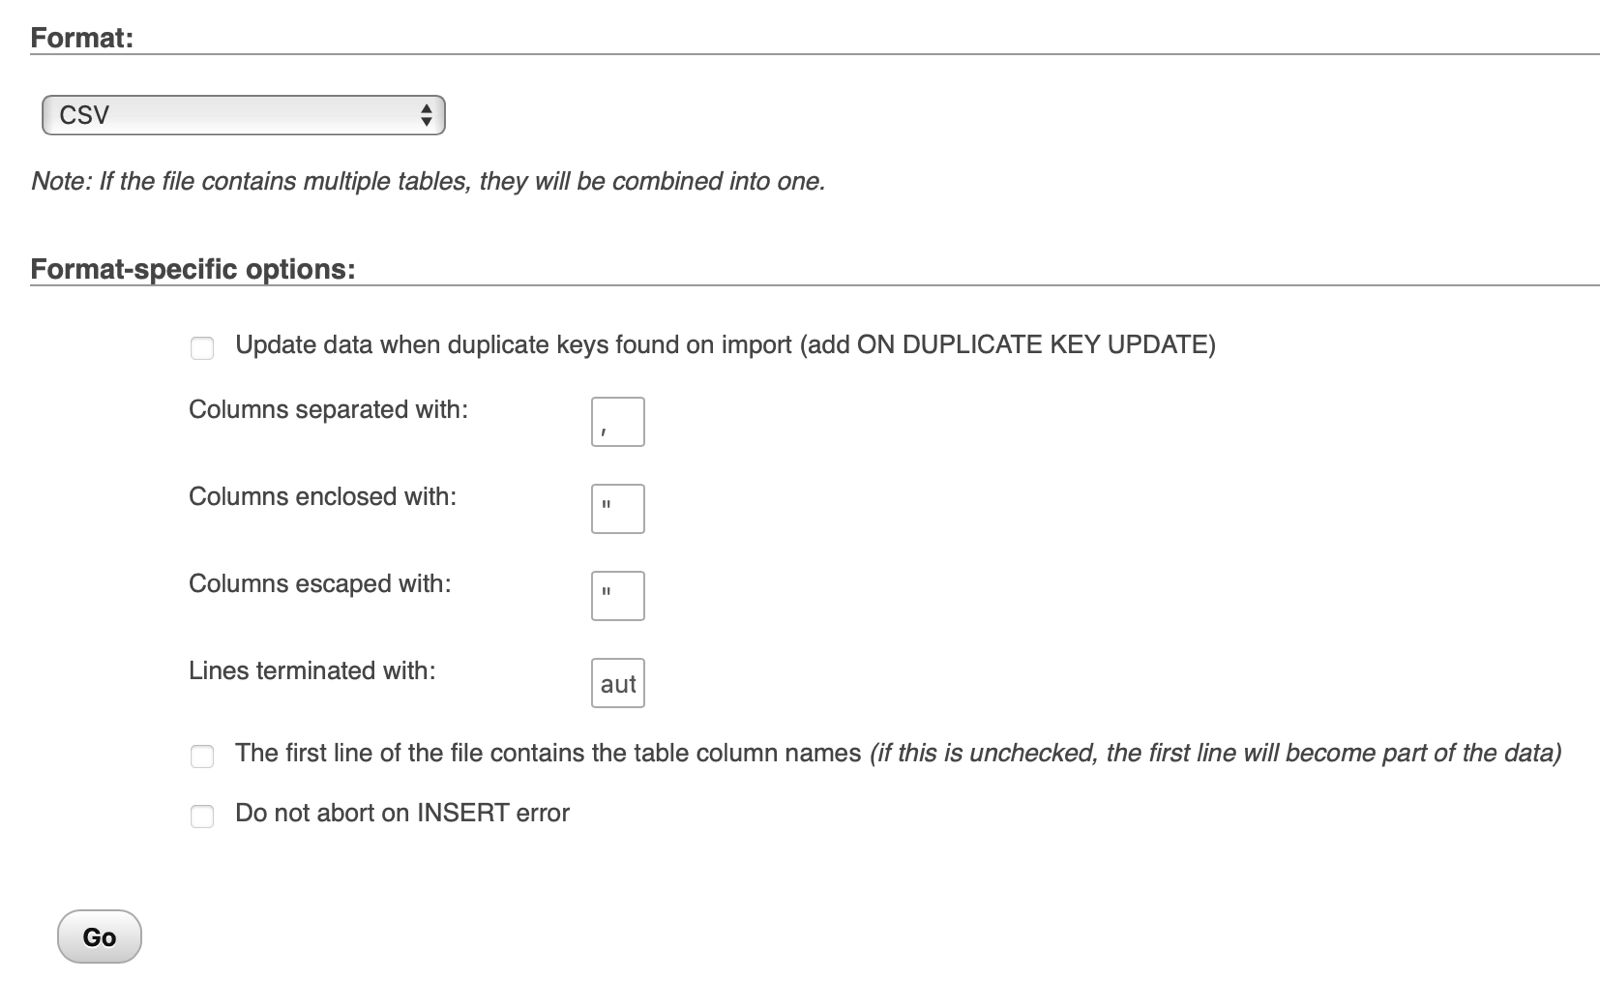 Format:
CSV
Note: If the file contains multiple tables, they will be combined into one.
Format-specific options:
Update data when duplicate keys found on import (add ON DUPLICATE KEY UPDATE)
Columns separated with: ,
Columns enclosed with: "
Columns escaped with: "
Lines terminated with: aut
The first line of the file contains the table column names (if this is unchecked, the first line will become part of the data)
Do not abort on INSERT error
Go